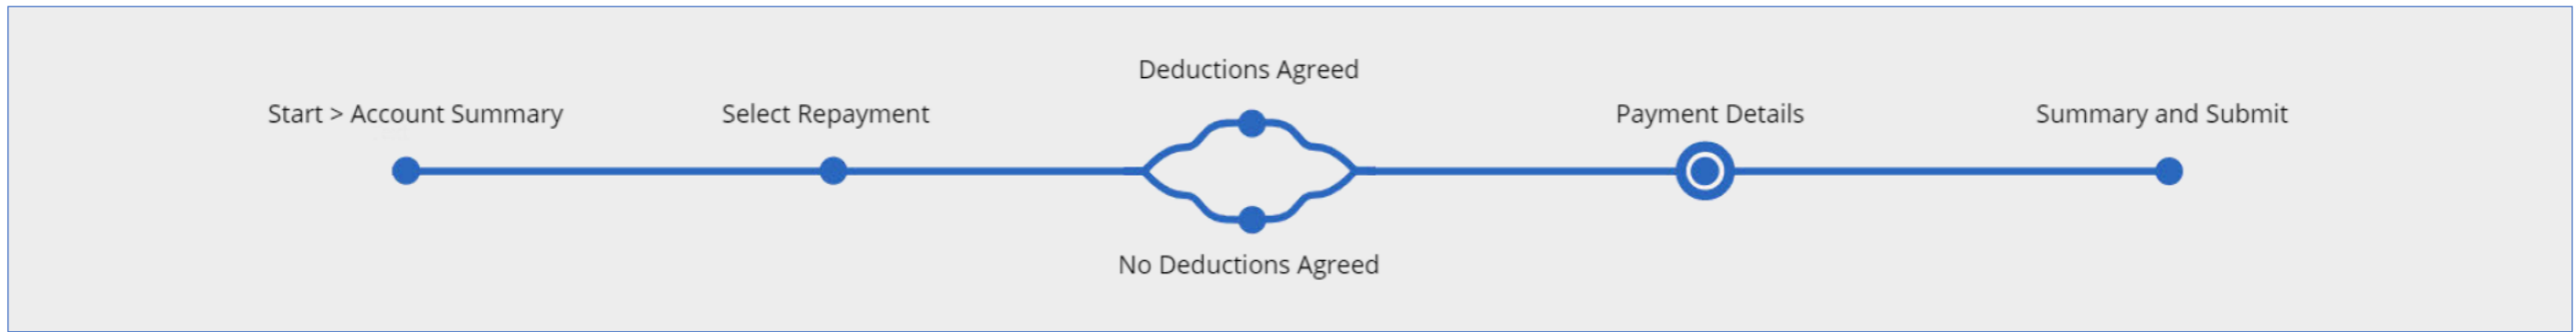 Start > Account Summary
Select Repayment
Deductions Agreed
No Deductions Agreed
Payment Details
Summary and Submit